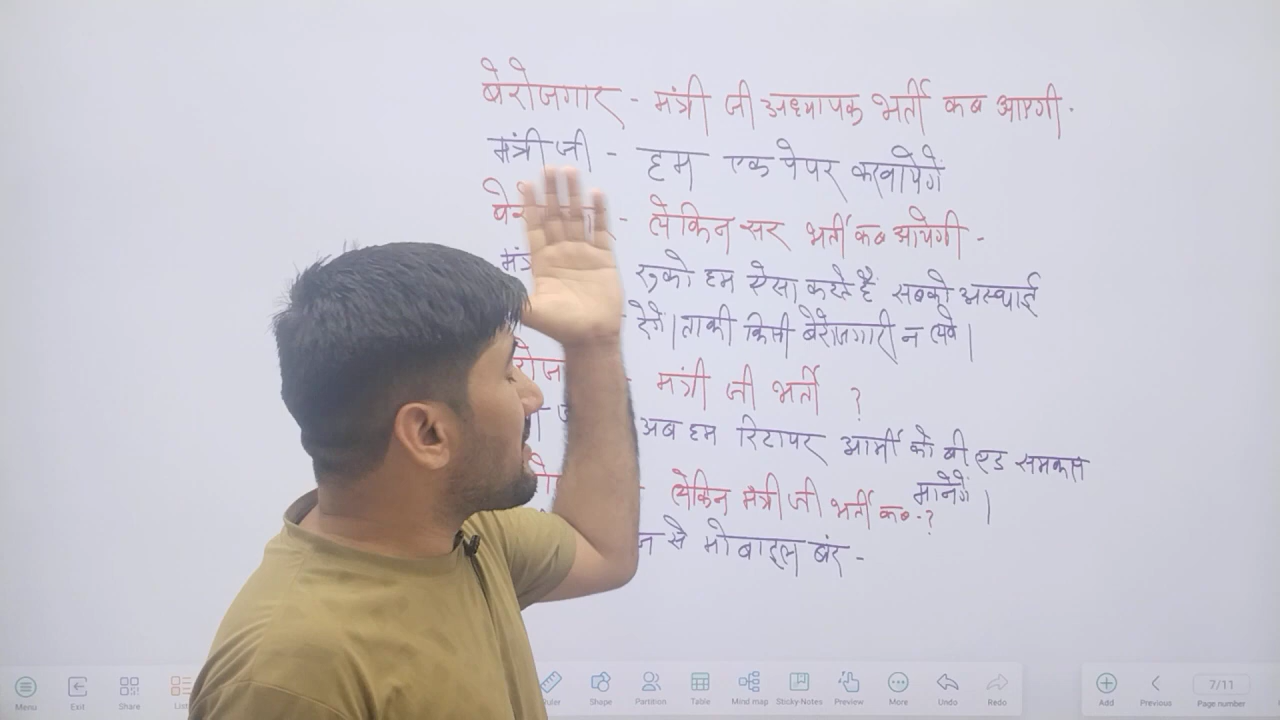 बेरोजगार - मंत्री जी अध्यापक भर्ती कब आएगी.
मंत्री जी - हम एक पेपर करवायेगें
- लेकिन सर भर्ती कब आयेगी -
रुको हम ऐसा करते हैं सबको अस्थाई
देगें। ताकी किसी बेरोजगारी न
- मंत्री जी भर्ती ?
अब हम रिटायर आर्मी को बी एड समकक्ष
मानेगें।
- लेकिन मंत्री जी भर्ती कब - ?
से मोबाइल बंद -
Menu
Exit
Share
Shape
Partition
Table
Mind map
Sticky-Notes
Preview
More
Undo
Redo
Add
Previous
7/11
Page number